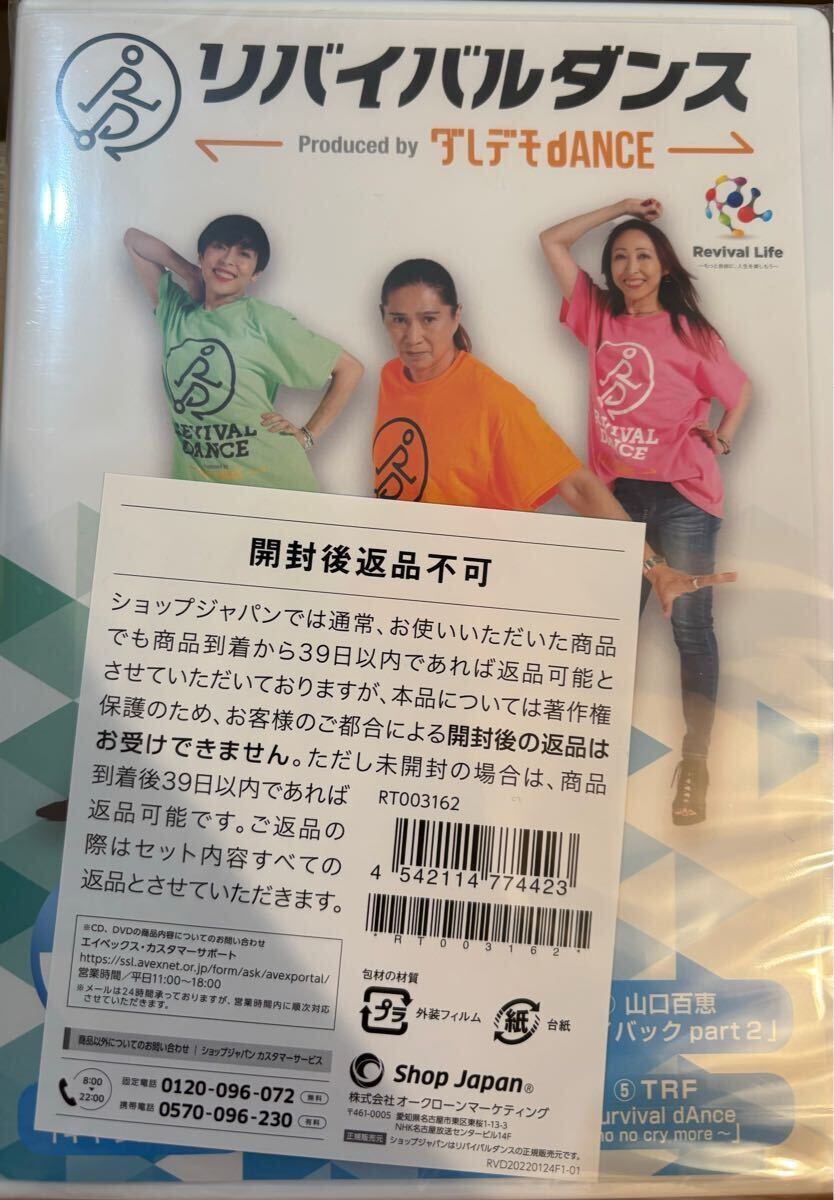 リバイバルダンス
Produced by ダレデモdANCE
Revival Life
〜もっと自由に、人生を楽しもう〜
REVIVAL
DANCE
REVIVAL
DANCE
開封後返品不可
ショップジャパンでは通常、お使いいただいた商品
でも商品到着から39日以内であれば返品可能と
させていただいておりますが、本品については著作権
保護のため、お客様のご都合による開封後の返品は
お受けできません。ただし未開封の場合は、商品
到着後39日以内であれば
返品可能です。ご返品の
際はセット内容すべての
返品とさせていただきます。
RT003162
4 542114 774423
*RT003162*
※CD、DVDの商品内容についてのお問い合わせ
エイベックス・カスタマーサポート
https://ssl.avexnet.or.jp/form/ask/avexportal/
営業時間／平日11:00〜18:00
※メールは24時間承っておりますが、営業時間内に順次対応
させていただきます。
包材の材質
プラ 外装フィルム 紙 台紙
商品以外についてのお問い合わせ | ショップジャパン カスタマーサービス
8:00〜22:00
固定電話 0120-096-072 無料
携帯電話 0570-096-230 有料
Shop Japan®
株式会社オークローンマーケティング
〒461-0005 愛知県名古屋市東区東桜1-13-3
NHK名古屋放送センタービル14F
正規販売元 ショップジャパンはリバイバルダンスの正規販売元です。
RVD20220124F1-01
山口百恵
イバックpart2」
⑤TRF
urvival dAnce
no no cry more〜」